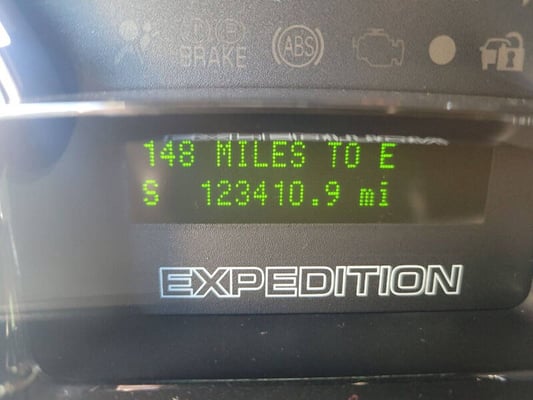 BRAKE
ABS
148 MILES TO E
S 123410.9 mi
EXPEDITION